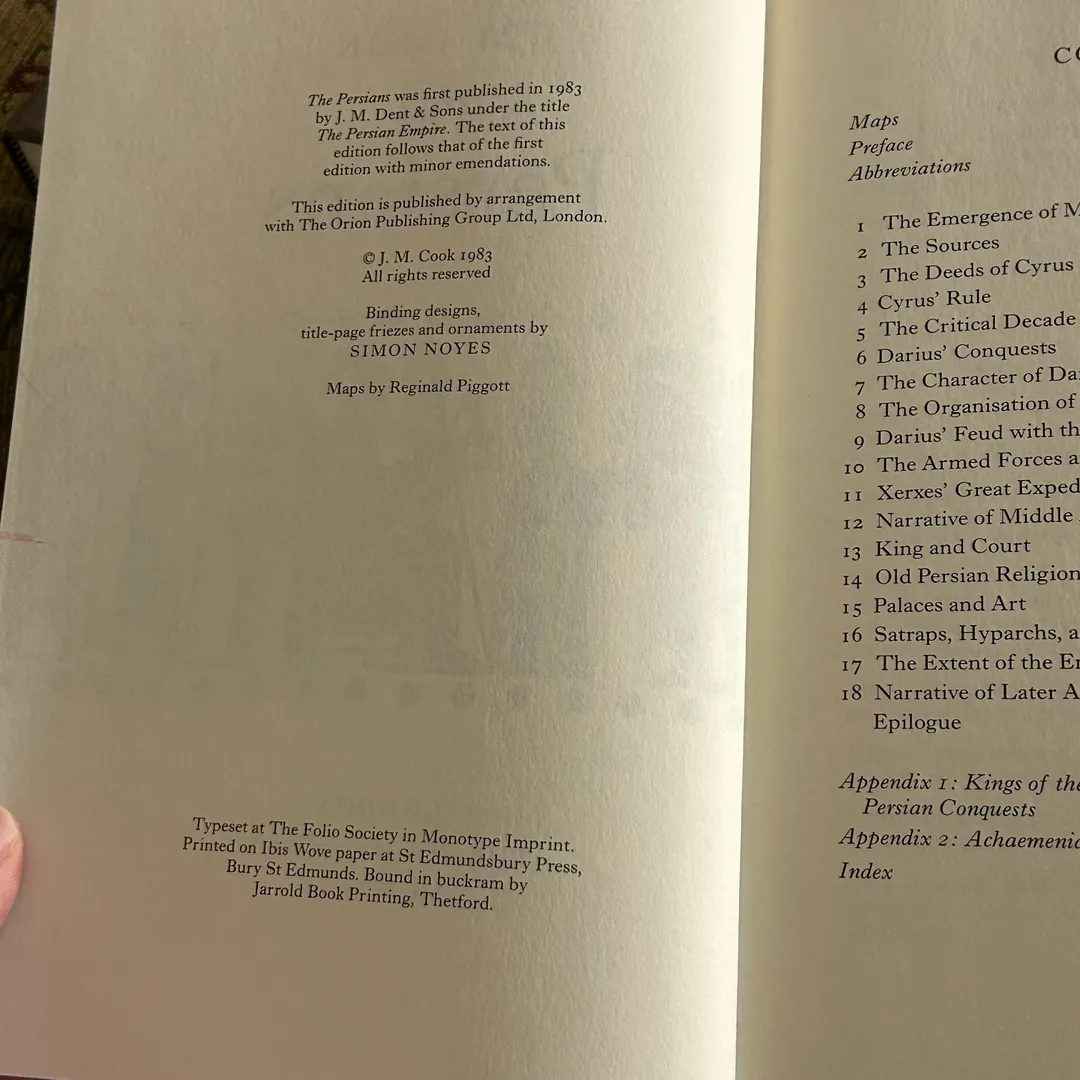 The Persians was first published in 1983
by J. M. Dent & Sons under the title
The Persian Empire. The text of this
edition follows that of the first
edition with minor emendations.
This edition is published by arrangement
with The Orion Publishing Group Ltd, London.
© J. M. Cook 1983
All rights reserved
Binding designs,
title-page friezes and ornaments by
SIMON NOYES
Maps by Reginald Piggott
Typeset at The Folio Society in Monotype Imprint.
Printed on Ibis Wove paper at St Edmundsbury Press,
Bury St Edmunds. Bound in buckram by
Jarrold Book Printing, Thetford.
Maps
Preface
Abbreviations
1 The Emergence of
2 The Sources
3 The Deeds of Cyrus
4 Cyrus' Rule
5 The Critical Decade
6 Darius' Conquests
7 The Character of
8 The Organisation of
9 Darius' Feud with
10 The Armed Forces
11 Xerxes' Great
12 Narrative of Middle
13 King and Court
14 Old Persian Religion
15 Palaces and Art
16 Satraps, Hyparchs,
17 The Extent of the
18 Narrative of Later
Epilogue
Appendix 1: Kings of the
Persian Conquests
Appendix 2:
Index